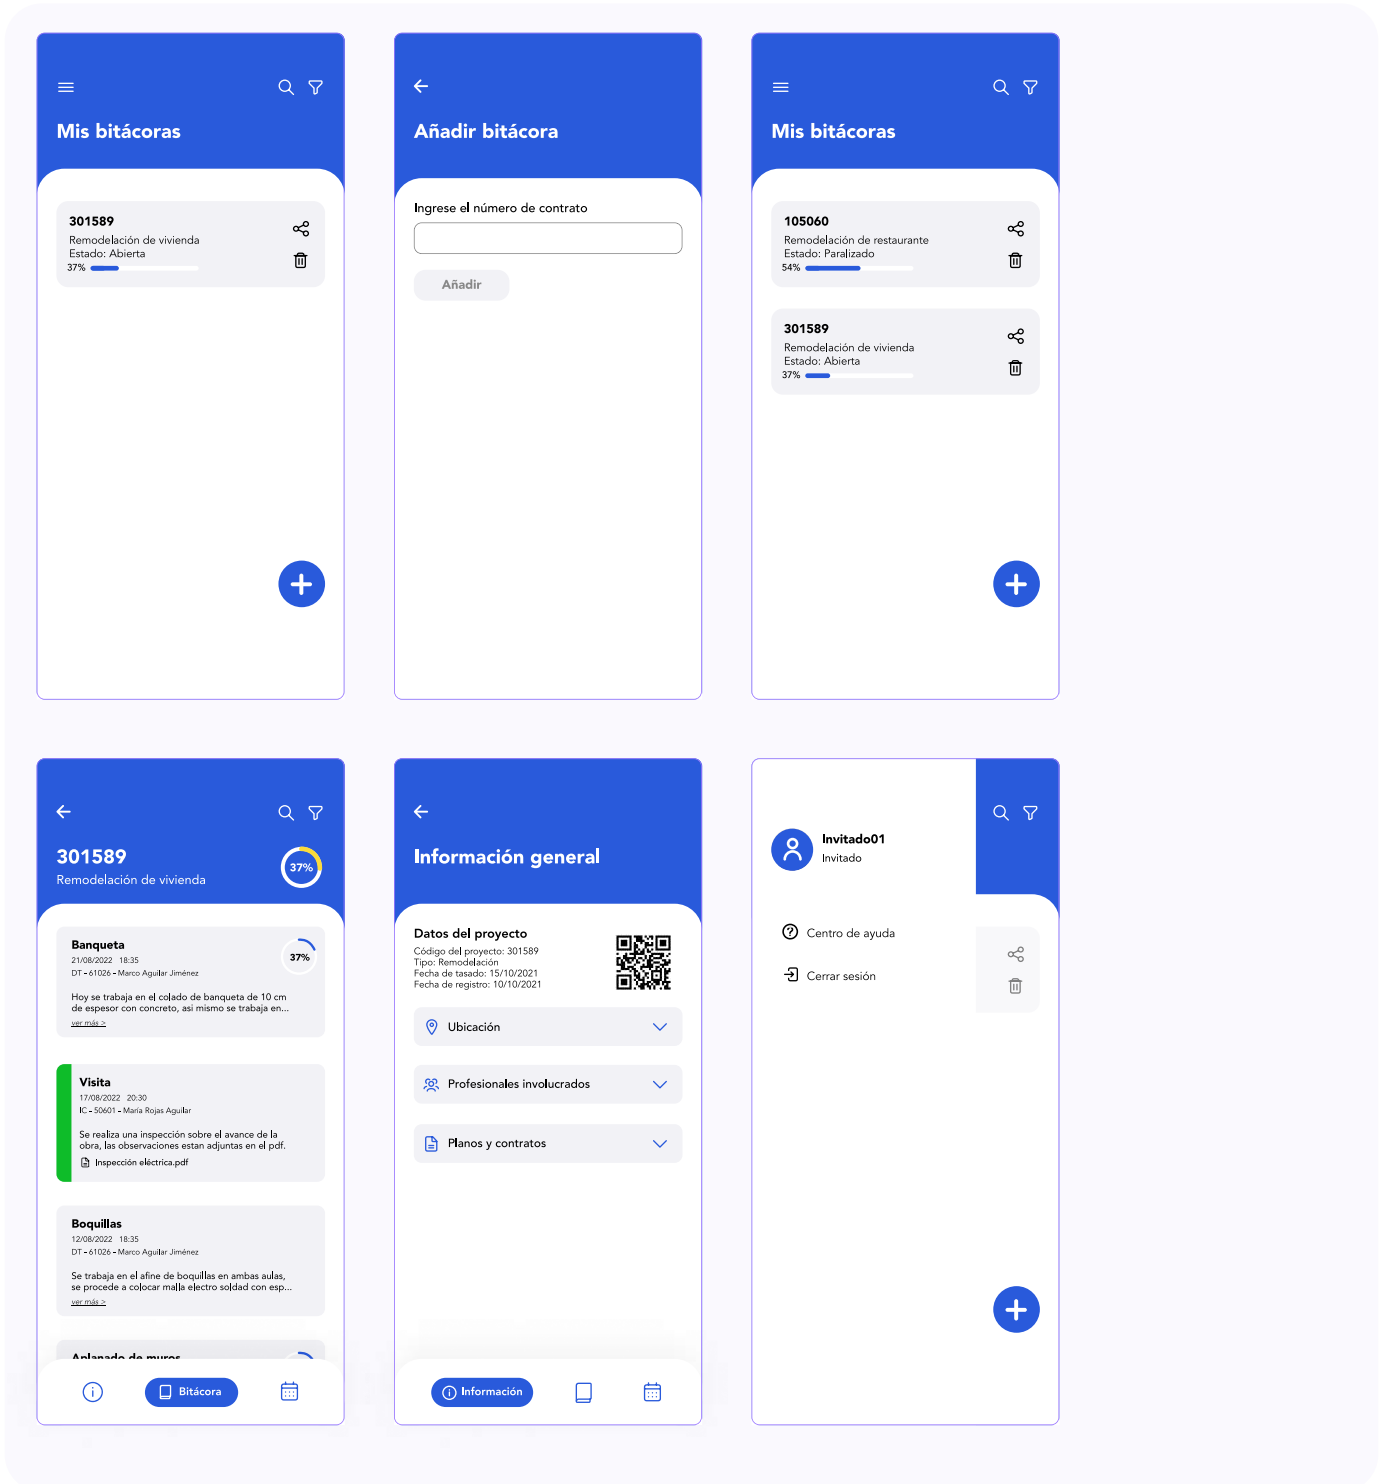 Mis bitácoras
301589
Remodelación de vivienda
Estado: Abierta
37%
Añadir bitácora
Ingrese el número de contrato
Añadir
Mis bitácoras
105060
Remodelación de restaurante
Estado: Paralizado
54%
301589
Remodelación de vivienda
Estado: Abierta
37%
301589
Remodelación de vivienda
37%
Banqueta
21/08/2022 18:35
DT - 61026 - Marco Aguilar Jiménez
37%
Hoy se trabaja en el colado de banqueta de 10 cm
de espesor con concreto, asi mismo se trabaja en...
ver más >
Visita
17/08/2022 20:30
IC - 50601 - María Rojas Aguilar
Se realiza una inspección sobre el avance de la
obra, las observaciones estan adjuntas en el pdf.
Inspección eléctrica.pdf
Boquillas
12/08/2022 18:35
DT - 61026 - Marco Aguilar Jiménez
Se trabaja en el afine de boquillas en ambas aulas,
se procede a colocar malla electro soldad con esp...
ver más >
Aplanado de muros
Bitácora
Información general
Datos del proyecto
Código del proyecto: 301589
Tipo: Remodelación
Fecha de tasado: 15/10/2021
Fecha de registro: 10/10/2021
Ubicación
Profesionales involucrados
Planos y contratos
Información
Invitado01
Invitado
Centro de ayuda
Cerrar sesión